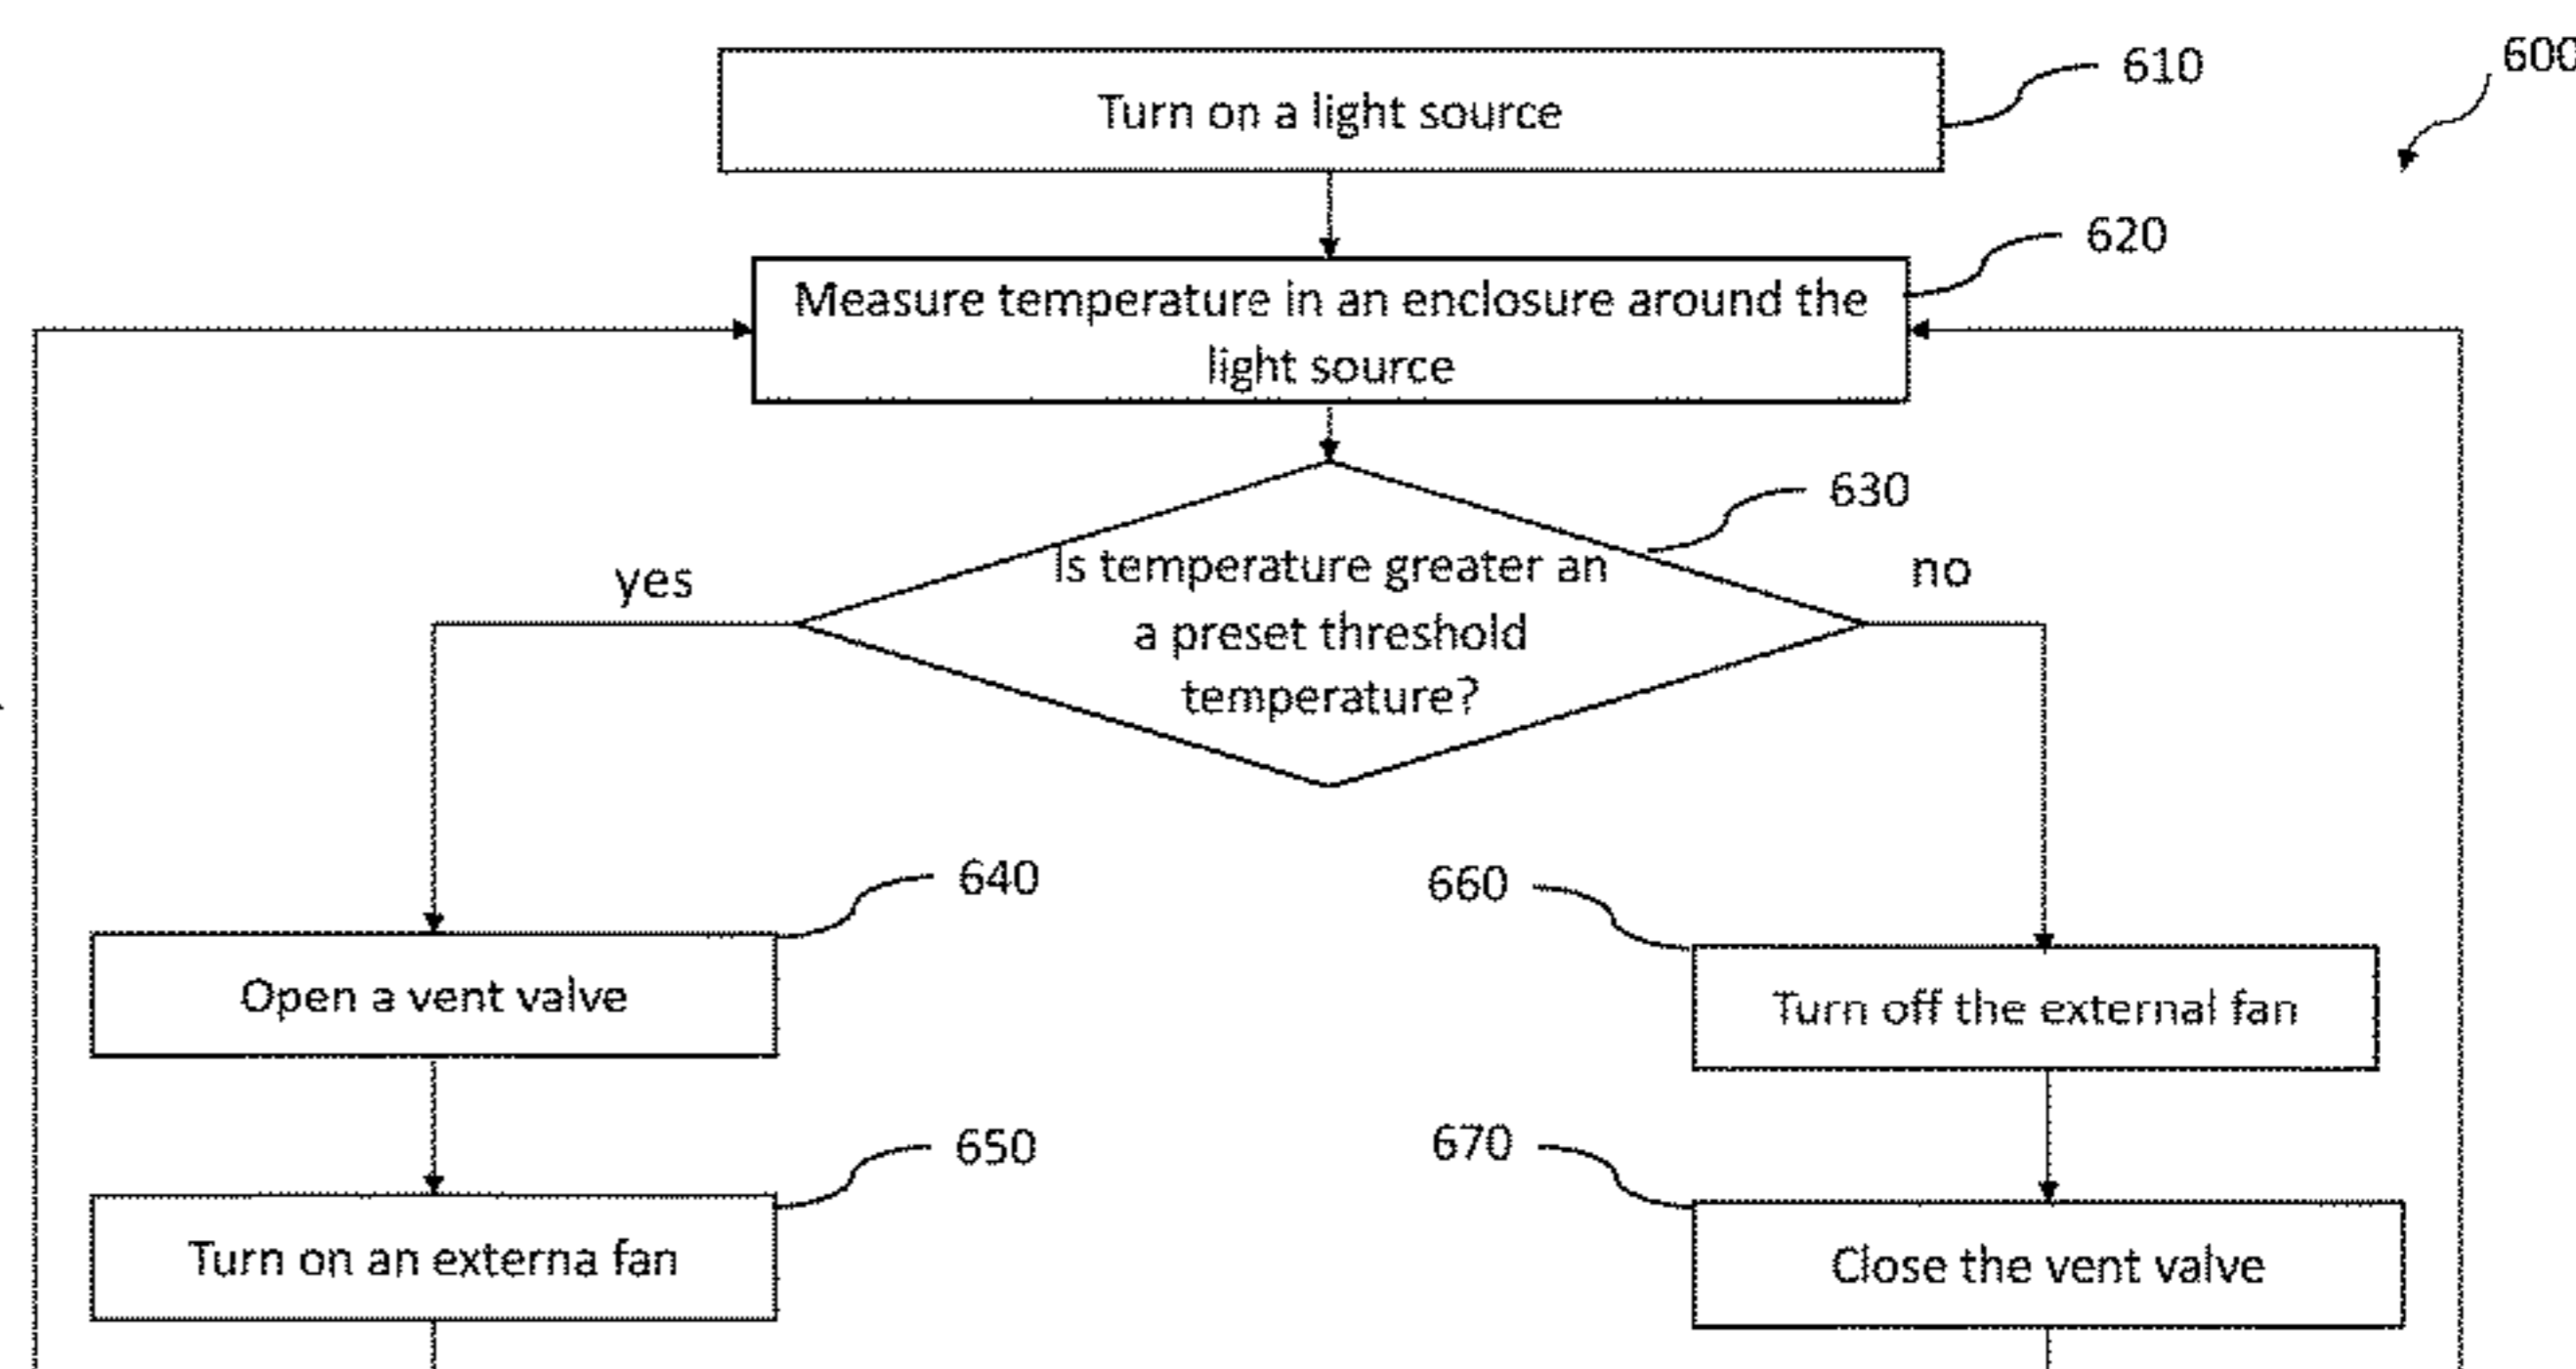 600
610
Turn on a light source
620
Measure temperature in an enclosure around the
light source
630
Is temperature greater an
a preset threshold
temperature?
yes
no
640
Open a vent valve
650
Turn on an externa fan
660
Turn off the external fan
670
Close the vent valve